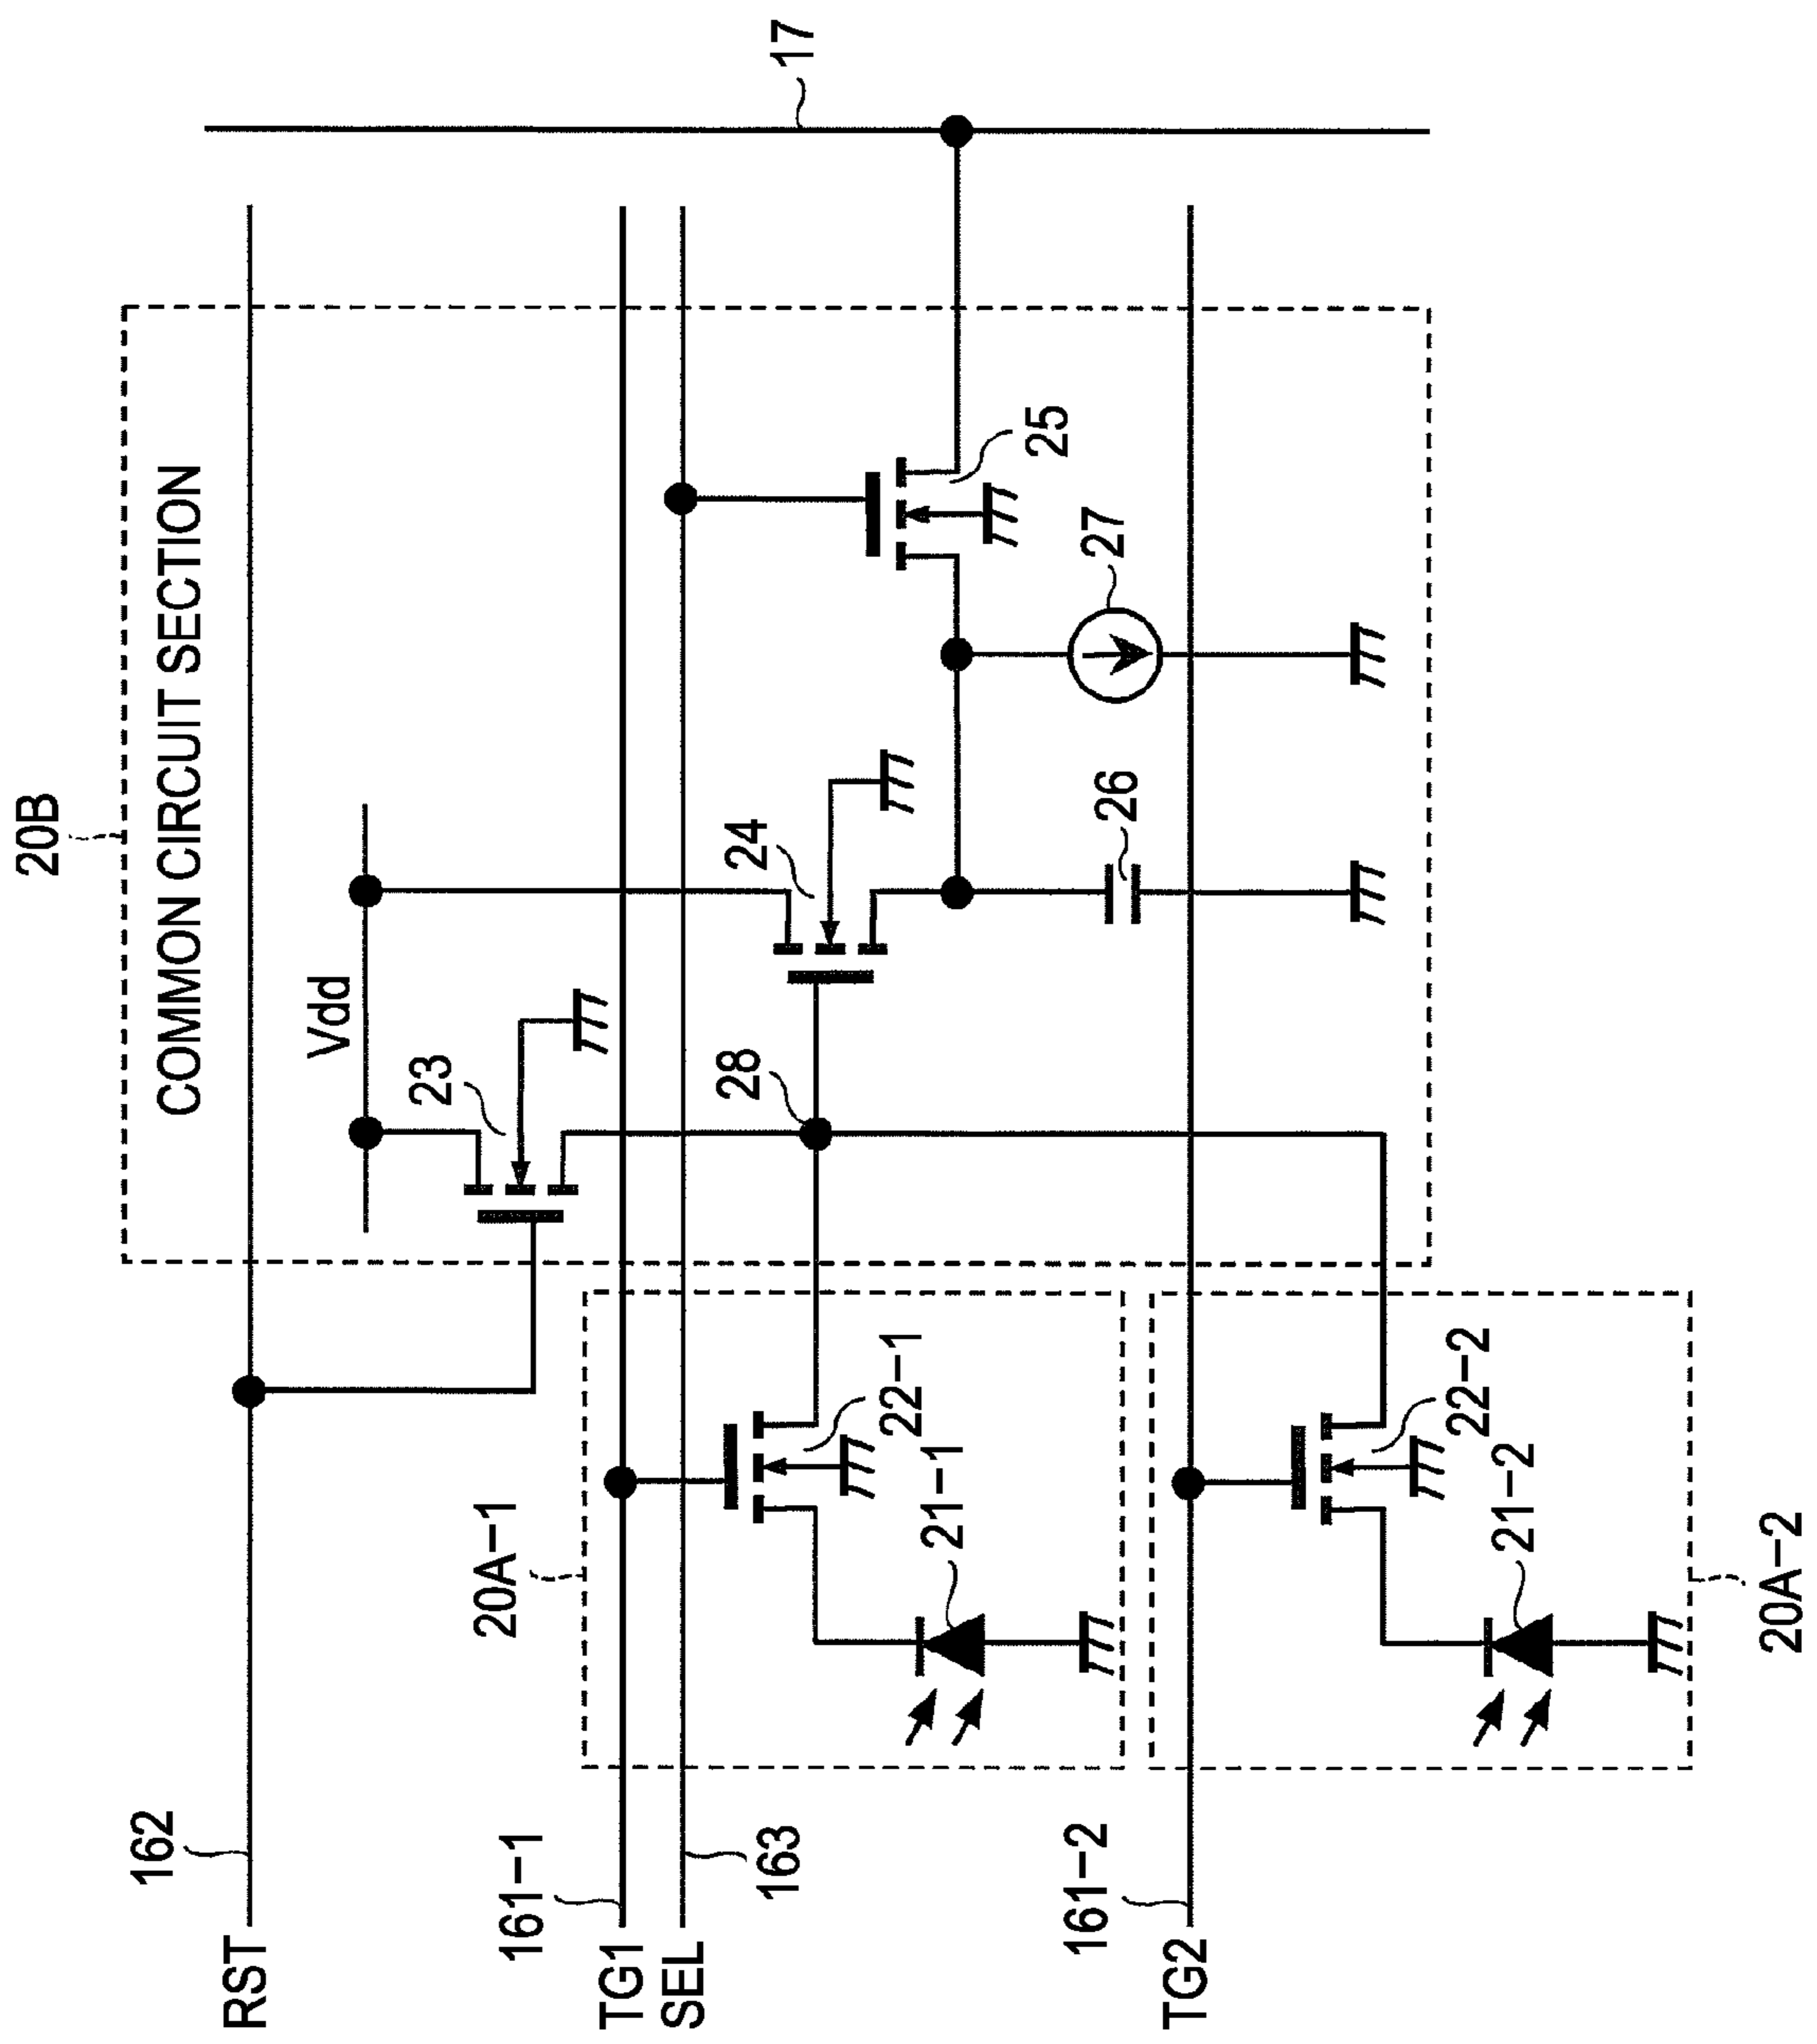 20B
COMMON CIRCUIT SECTION
162
RST
Vdd
23
20A−1
161−1
TG1
SEL
163
28
24
25
17
22−1
21−1
26
27
161−2
TG2
22−2
21−2
20A−2